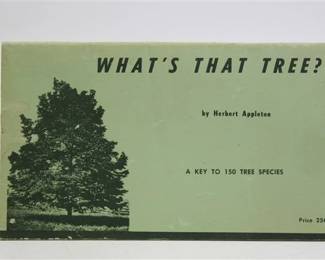 WHAT'S THAT TREE?
by Herbert Appleton
A KEY TO 150 TREE SPECIES
Price 25¢